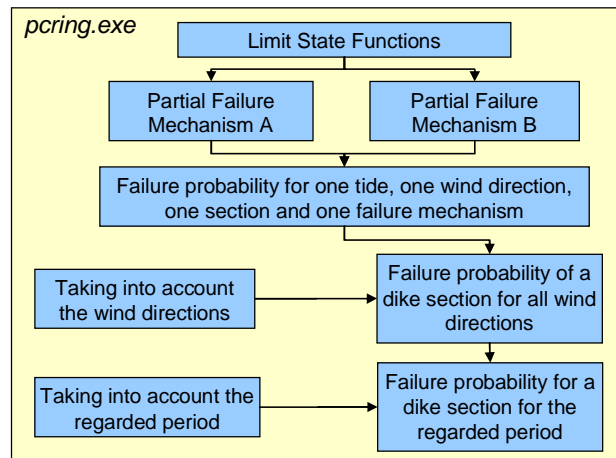 pcring.exe
Limit State Functions
Partial Failure
Mechanism A
Partial Failure
Mechanism B
Failure probability for one tide, one wind direction,
one section and one failure mechanism
Taking into account
the wind directions
Failure probability of a
dike section for all wind
directions
Taking into account the
regarded period
Failure probability for a
dike section for the
regarded period